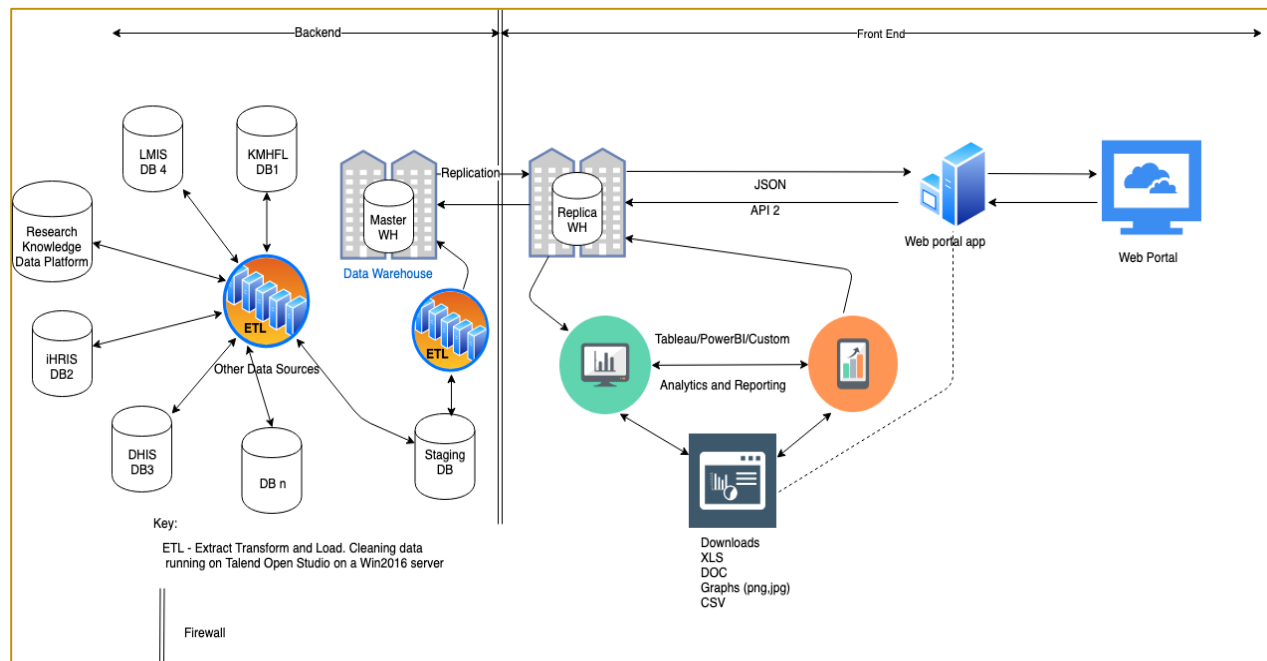 Backend
Front End
LMIS
DB 4
KMHFL
DB1
Research
Knowledge
Data Platform
iHRIS
DB2
DHIS
DB3
DB n
ETL
Other Data Sources
Staging
DB
ETL
Master
WH
Data Warehouse
Replication
Replica
WH
JSON
API 2
Web portal app
Web Portal
Tableau/PowerBI/Custom
Analytics and Reporting
Downloads
XLS
DOC
Graphs (png,jpg)
CSV
Key:
ETL - Extract Transform and Load. Cleaning data
running on Talend Open Studio on a Win2016 server
Firewall